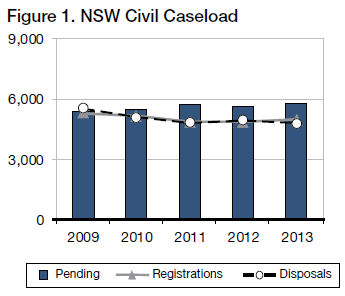 Figure 1. NSW Civil Caseload
9,000
6,000
3,000
0
2009 2010 2011 2012 2013
Pending Registrations Disposals